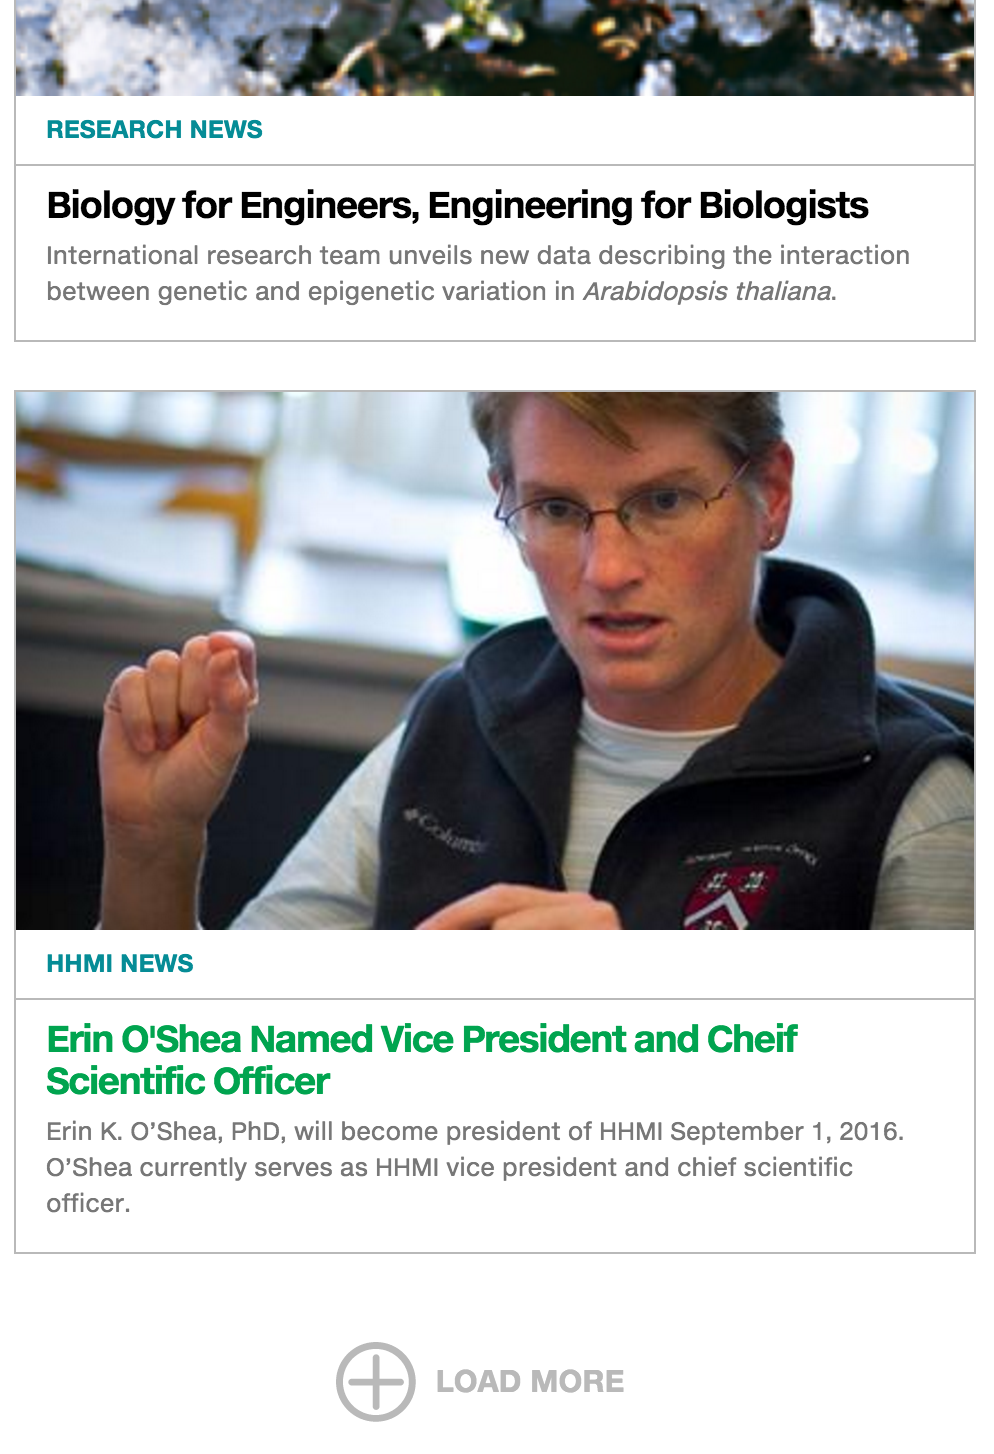 RESEARCH NEWS
Biology for Engineers, Engineering for Biologists
International research team unveils new data describing the interaction
between genetic and epigenetic variation in Arabidopsis thaliana.
Columbia
HHMI NEWS
Erin O'Shea Named Vice President and Cheif
Scientific Officer
Erin K. O’Shea, PhD, will become president of HHMI September 1, 2016.
O’Shea currently serves as HHMI vice president and chief scientific
officer.
LOAD MORE